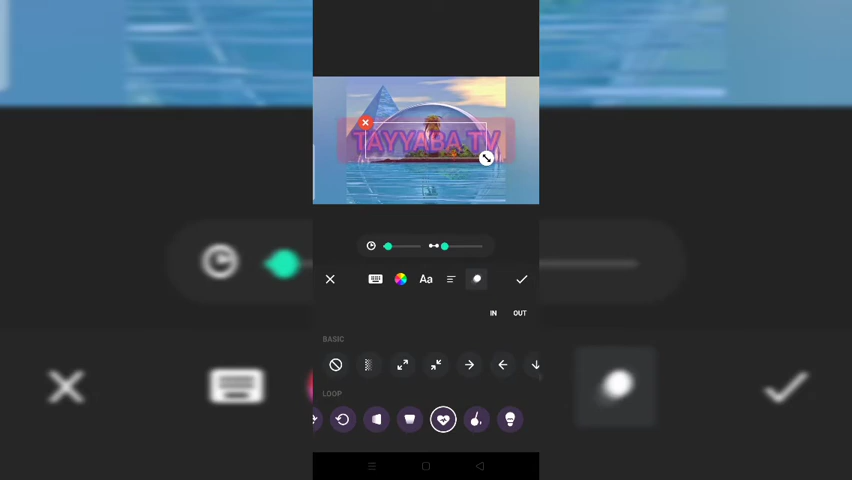 TAYYABA TV
Aa
IN OUT
BASIC
LOOP